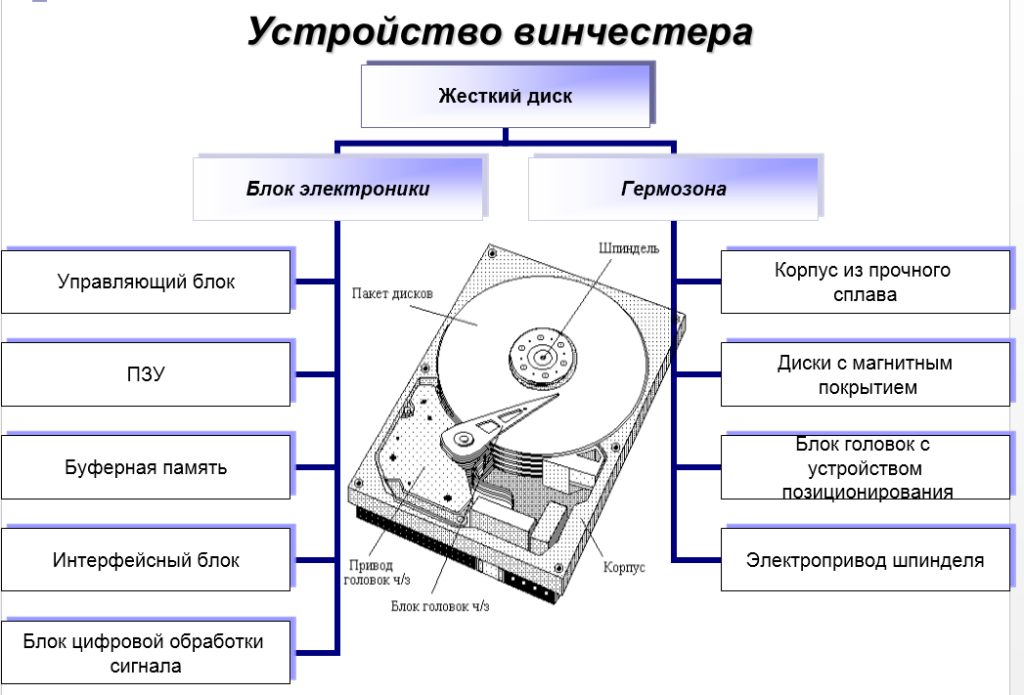 Устройство винчестера
Жесткий диск
Блок электроники
Гермозона
Управляющий блок
ПЗУ
Буферная память
Интерфейсный блок
Блок цифровой обработки
сигнала
Шпиндель
Пакет дисков
Привод
головок ч/з
Блок головок ч/з
Корпус
Корпус из прочного
сплава
Диски с магнитным
покрытием
Блок головок с
устройством
позиционирования
Электропривод шпинделя